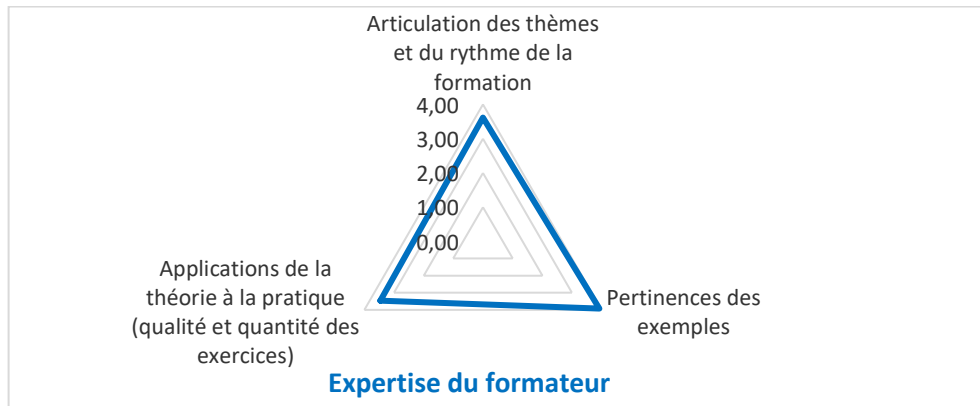 Articulation des thèmes
et du rythme de la
formation
4,00
3,00
2,00
1,00
0,00
Applications de la
théorie à la pratique
(qualité et quantité des
exercices)
Pertinences des
exemples
Expertise du formateur